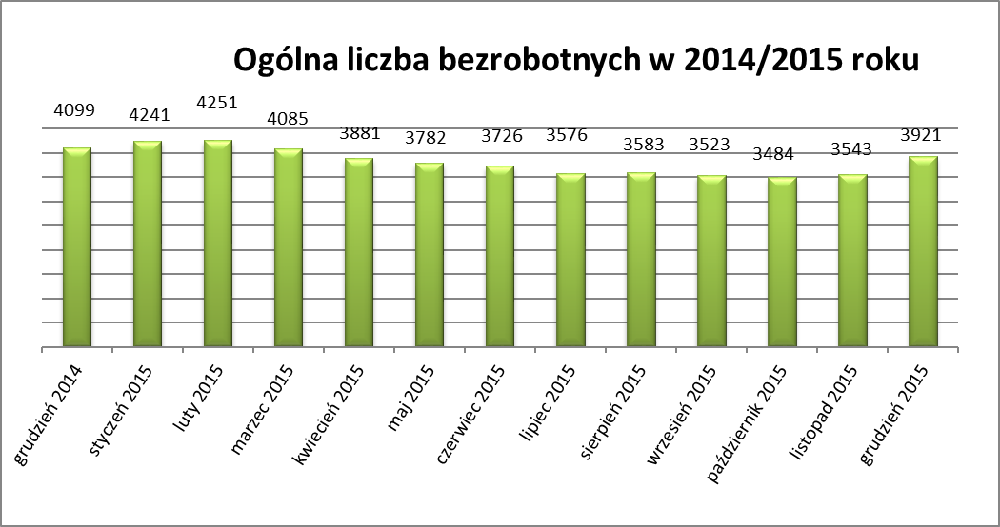 Ogólna liczba bezrobotnych w 2014/2015 roku
4099
4241
4251
4085
3881
3782
3726
3576
3583
3523
3484
3543
3921
grudzień 2014
styczeń 2015
luty 2015
marzec 2015
kwiecień 2015
maj 2015
czerwiec 2015
lipiec 2015
sierpień 2015
wrzesień 2015
październik 2015
listopad 2015
grudzień 2015